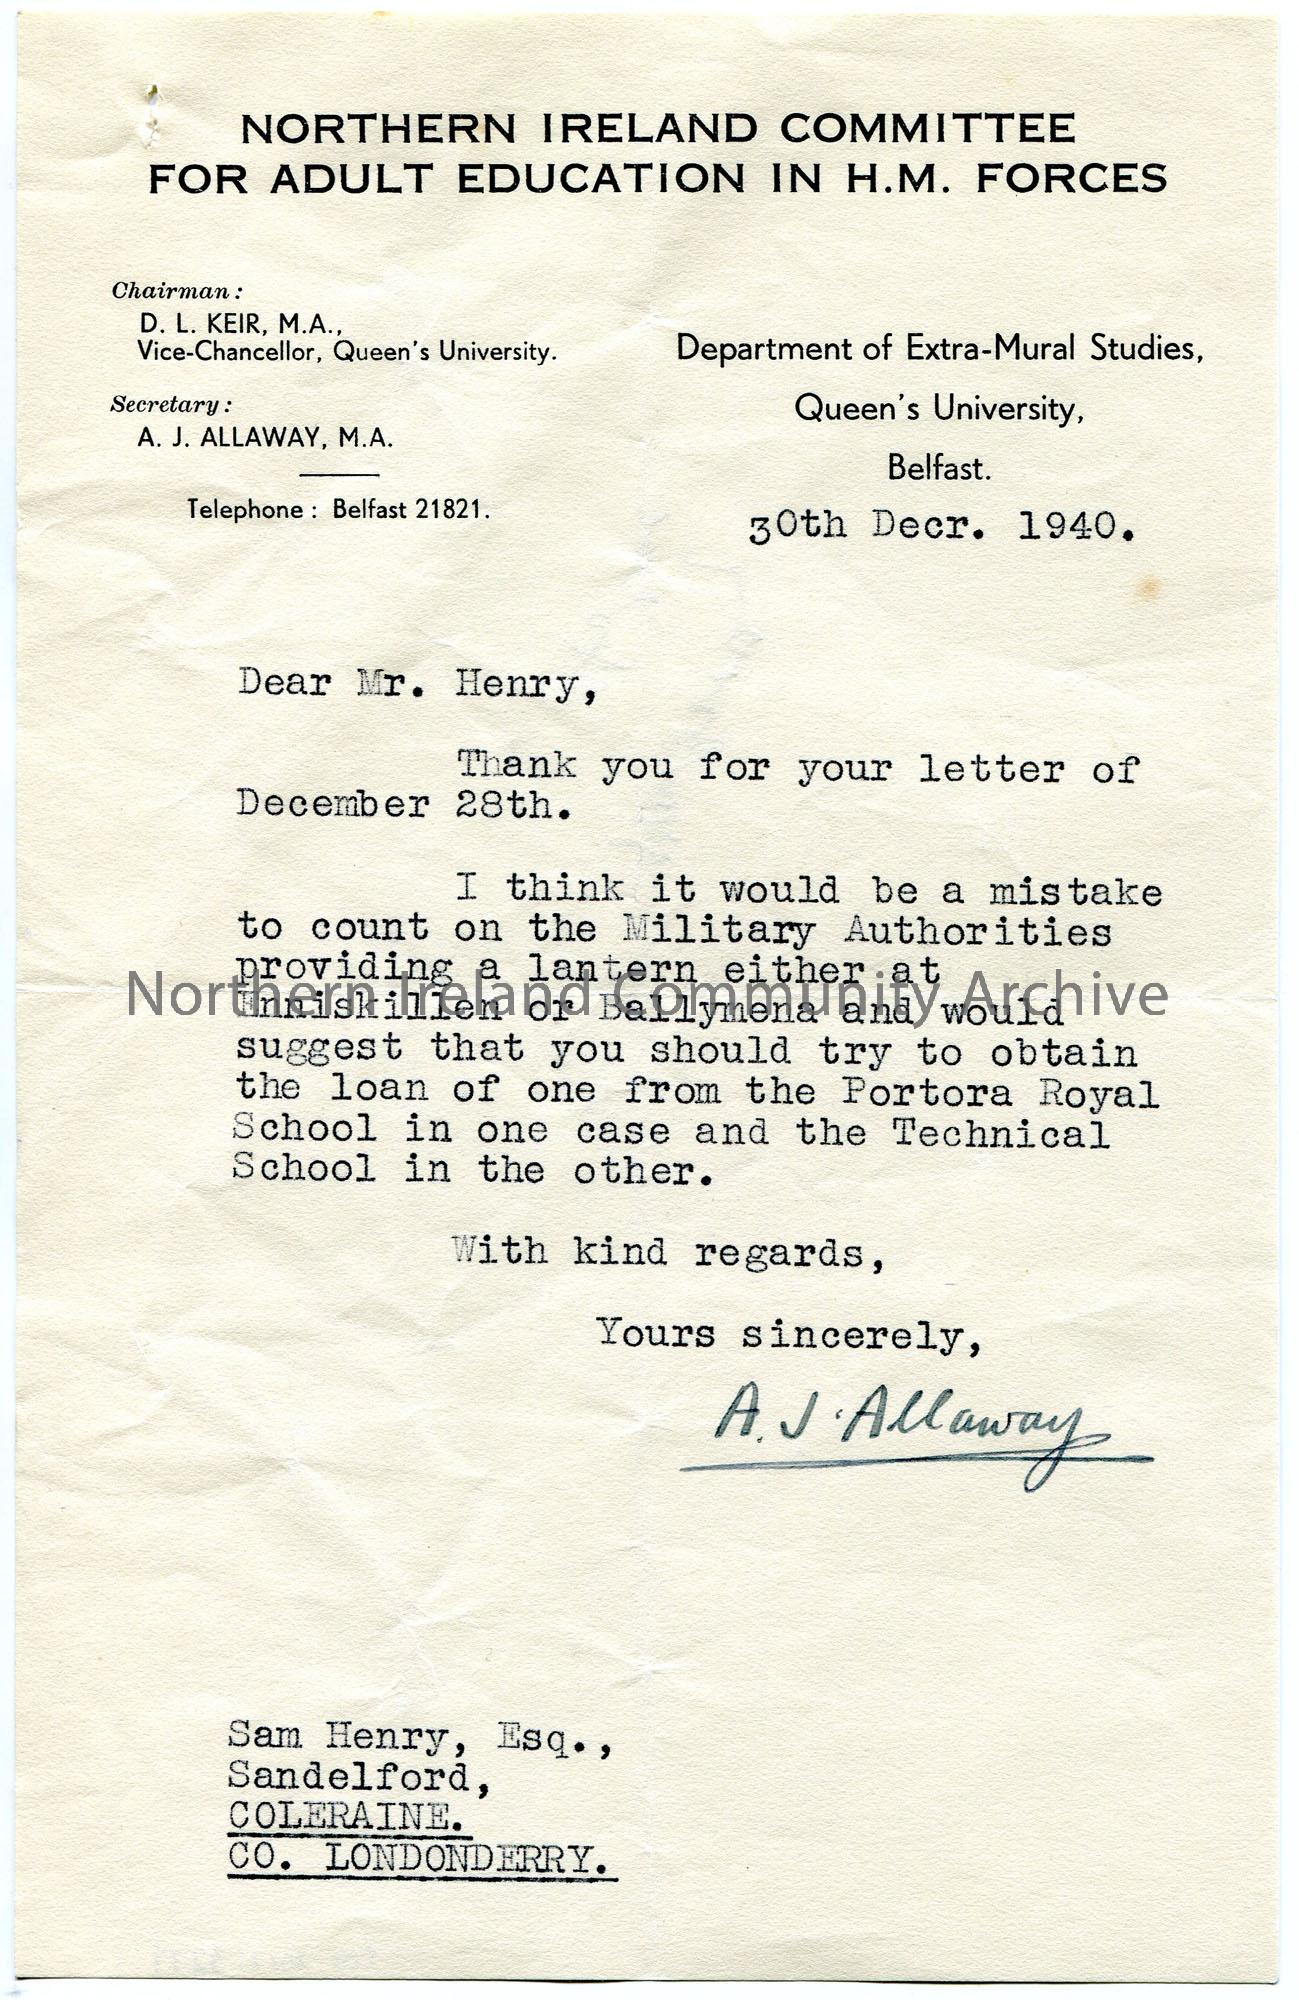 NORTHERN IRELAND COMMITTEE
FOR ADULT EDUCATION IN H.M. FORCES
Chairman:
D. L. KEIR, M.A.,
Vice-Chancellor, Queen's University.
Secretary:
A. J. ALLAWAY, M.A.
Telephone: Belfast 21821.
Department of Extra-Mural Studies,
Queen's University,
Belfast.
30th Decr. 1940.
Dear Mr. Henry,
Thank you for your letter of
December 28th.
I think it would be a mistake
to count on the Military Authorities
providing a lantern either at
Enniskillen or Ballymena and would
suggest that you should try to obtain
the loan of one from the Portora Royal
School in one case and the Technical
School in the other.
With kind regards,
Yours sincerely,
A. J. Allaway
Sam Henry, Esq.,
Sandelford,
COLERAINE.
CO. LONDONDERRY.
Northern Ireland Community Archive